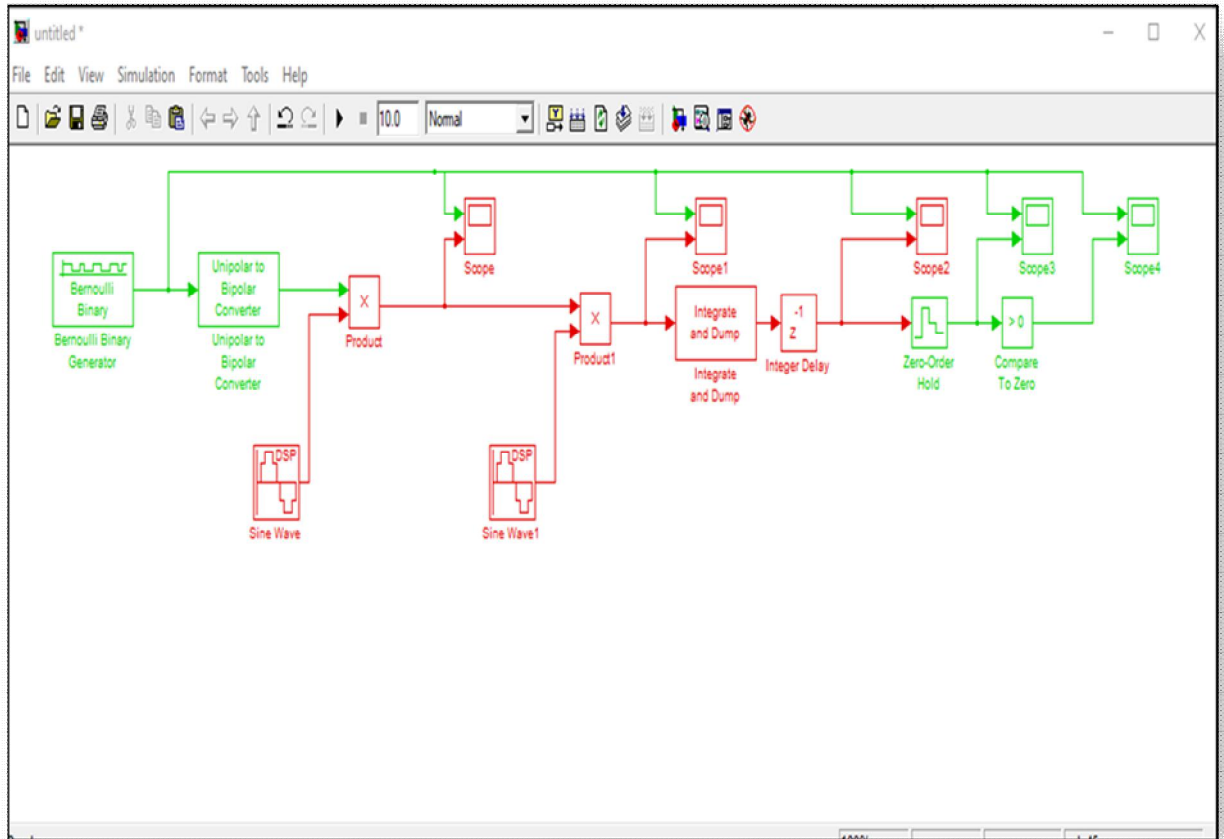 untitled *
File Edit View Simulation Format Tools Help
10.0 Normal
Scope
Scope1
Scope2
Scope3
Scope4
Bernoulli
Binary
Bernoulli Binary
Generator
Unipolar to
Bipolar
Converter
Unipolar to
Bipolar
Converter
X
Product
X
Product1
Integrate
and Dump
Integrate
and Dump
-1
Z
Integer Delay
Zero-Order
Hold
> 0
Compare
To Zero
DSP
Sine Wave
DSP
Sine Wave1